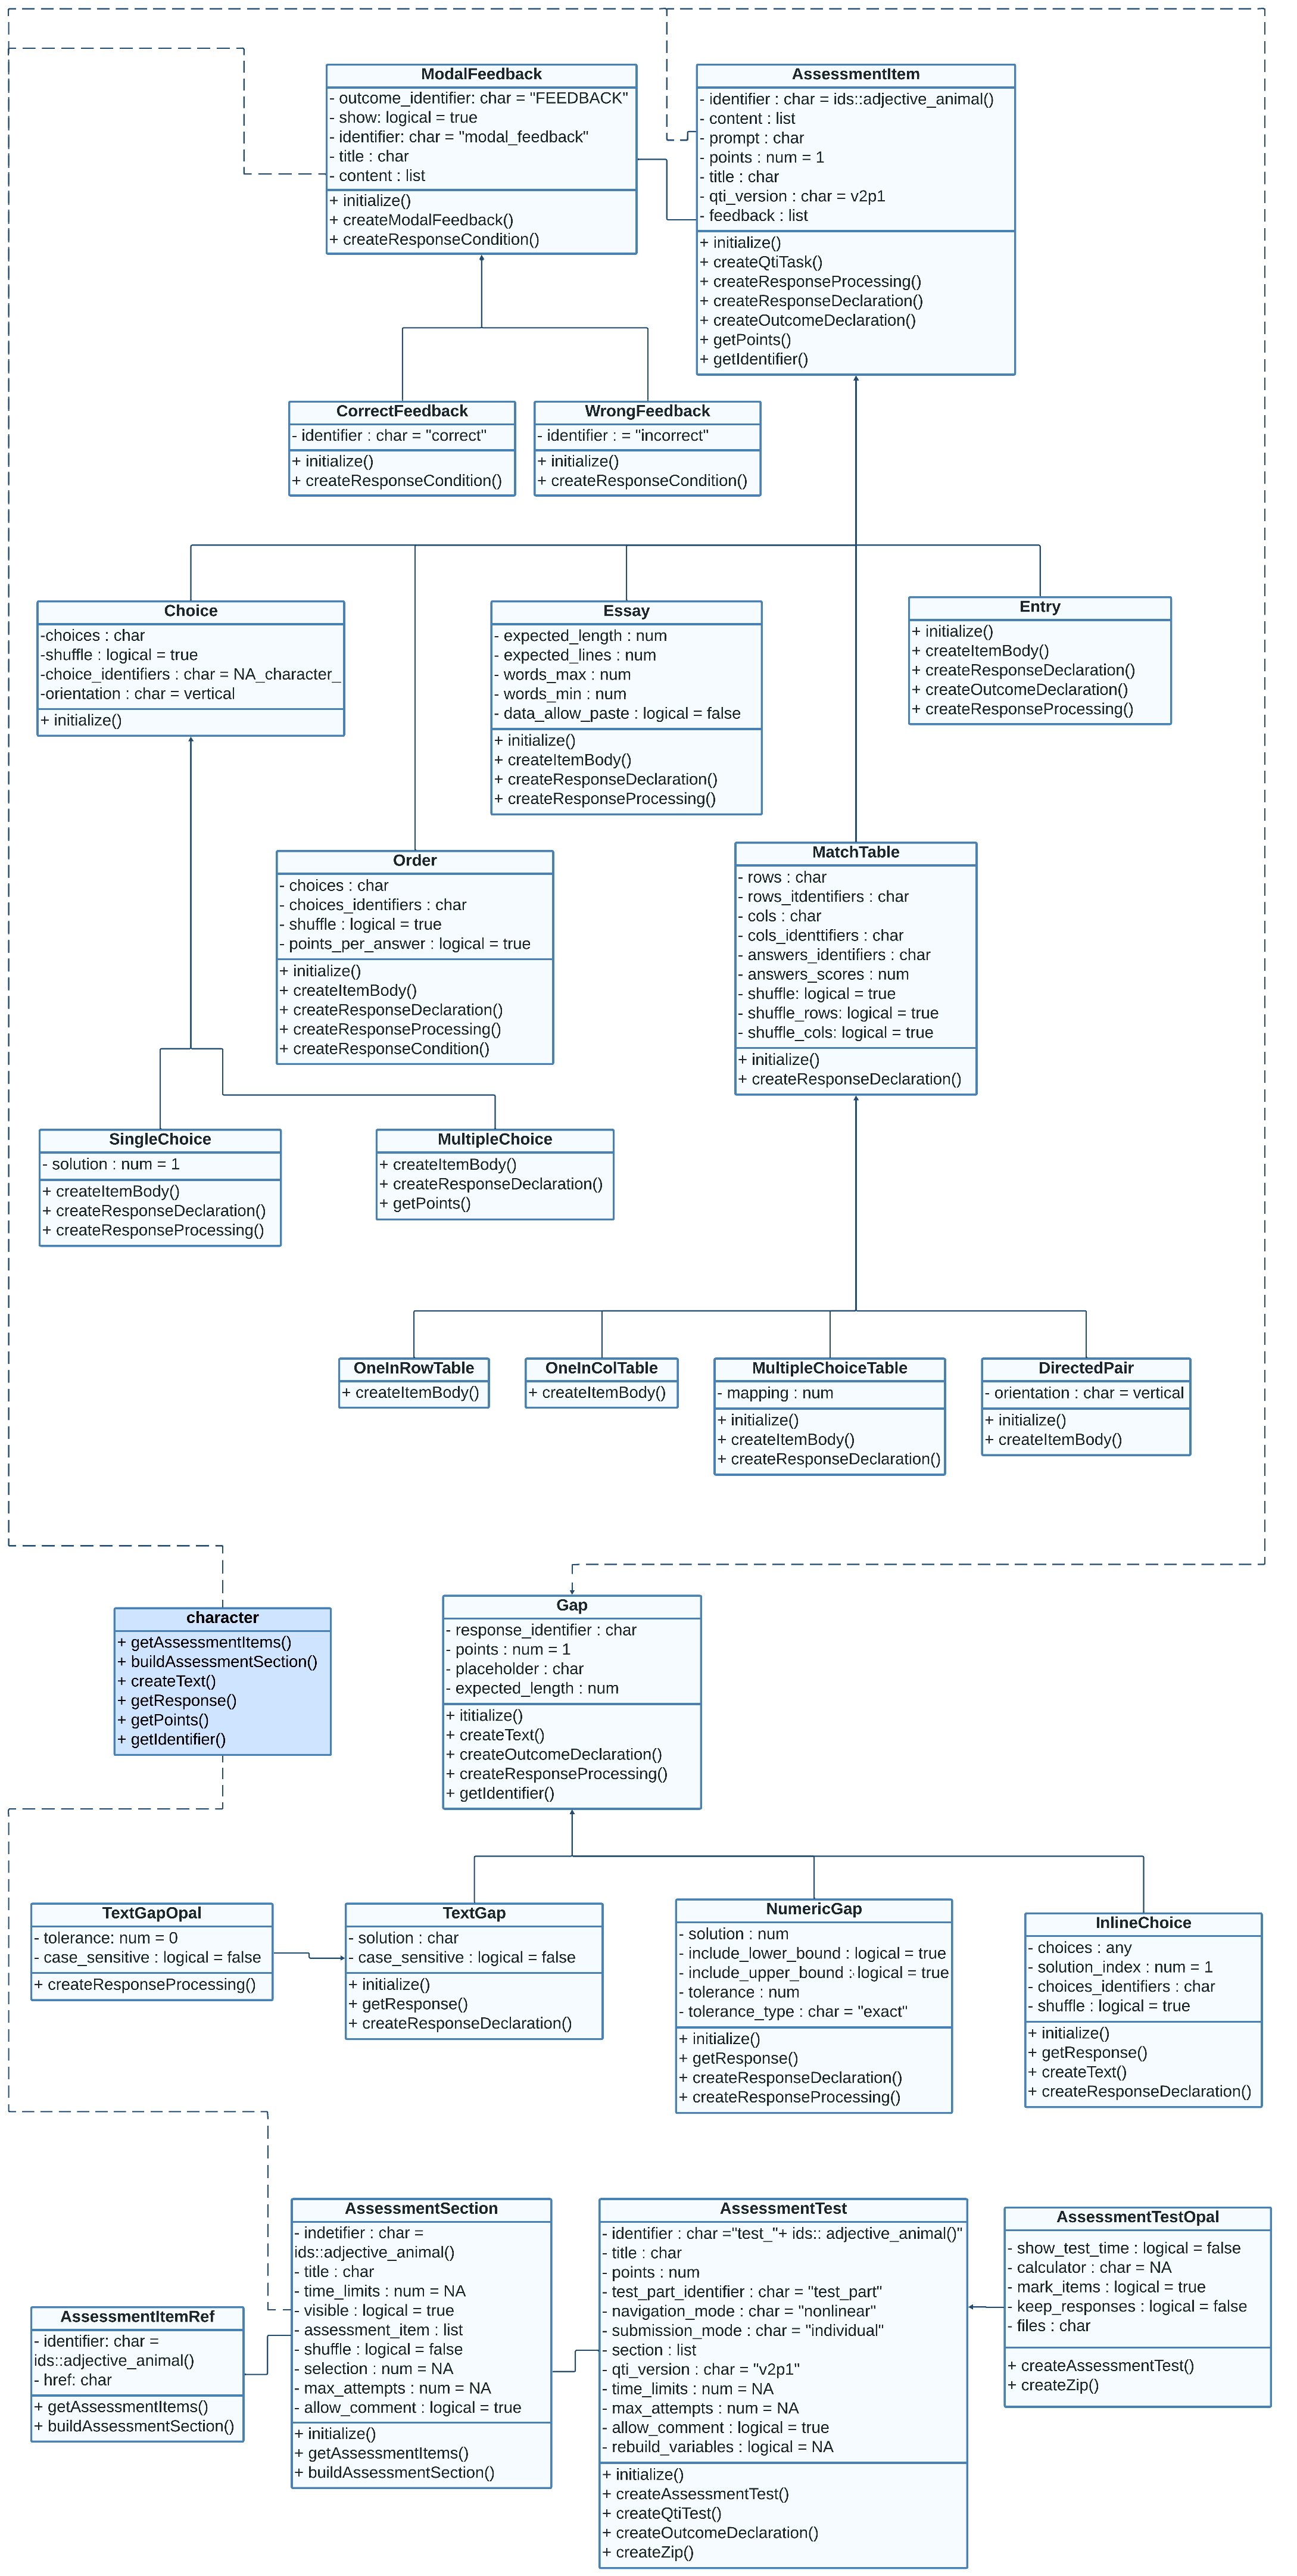 ModalFeedback
- outcome_identifier: char = "FEEDBACK"
- show: logical = true
- identifier: char = "modal_feedback"
- title : char
- content : list
+ initialize()
+ createModalFeedback()
+ createResponseCondition()
AssessmentItem
- identifier : char = ids::adjective_animal()
- content : list
- prompt : char
- points : num = 1
- title : char
- qti_version : char = v2p1
- feedback : list
+ initialize()
+ createQtiTask()
+ createResponseProcessing()
+ createResponseDeclaration()
+ createOutcomeDeclaration()
+ getPoints()
+ getIdentifier()
CorrectFeedback
- identifier : char = "correct"
+ initialize()
+ createResponseCondition()
WrongFeedback
- identifier : = "incorrect"
+ initialize()
+ createResponseCondition()
Choice
-choices : char
-shuffle : logical = true
-choice_identifiers : char = NA_character_
-orientation : char = vertical
+ initialize()
Essay
- expected_length : num
- expected_lines : num
- words_max : num
- words_min : num
- data_allow_paste : logical = false
+ initialize()
+ createItemBody()
+ createResponseDeclaration()
+ createResponseProcessing()
Entry
+ initialize()
+ createItemBody()
+ createResponseDeclaration()
+ createOutcomeDeclaration()
+ createResponseProcessing()
Order
- choices : char
- choices_identifiers : char
- shuffle : logical = true
- points_per_answer : logical = true
+ initialize()
+ createItemBody()
+ createResponseDeclaration()
+ createResponseProcessing()
+ createResponseCondition()
MatchTable
- rows : char
- rows_itdentifiers : char
- cols : char
- cols_identtifiers : char
- answers_identifiers : char
- answers_scores : num
- shuffle: logical = true
- shuffle_rows: logical = true
- shuffle_cols: logical = true
+ initialize()
+ createResponseDeclaration()
SingleChoice
- solution : num = 1
+ createItemBody()
+ createResponseDeclaration()
+ createResponseProcessing()
MultipleChoice
+ createItemBody()
+ createResponseDeclaration()
+ getPoints()
OneInRowTable
+ createItemBody()
OneInColTable
+ createItemBody()
MultipleChoiceTable
- mapping : num
+ initialize()
+ createItemBody()
+ createResponseDeclaration()
DirectedPair
- orientation : char = vertical
+ initialize()
+ createItemBody()
character
+ getAssessmentItems()
+ buildAssessmentSection()
+ createText()
+ getResponse()
+ getPoints()
+ getIdentifier()
Gap
- response_identifier : char
- points : num = 1
- placeholder : char
- expected_length : num
+ ititialize()
+ createText()
+ createOutcomeDeclaration()
+ createResponseProcessing()
+ getIdentifier()
TextGapOpal
- tolerance: num = 0
- case_sensitive : logical = false
+ createResponseProcessing()
TextGap
- solution : char
- case_sensitive : logical = false
+ initialize()
+ getResponse()
+ createResponseDeclaration()
NumericGap
- solution : num
- include_lower_bound : logical = true
- include_upper_bound : logical = true
- tolerance : num
- tolerance_type : char = "exact"
+ initialize()
+ getResponse()
+ createResponseDeclaration()
+ createResponseProcessing()
InlineChoice
- choices : any
- solution_index : num = 1
- choices_identifiers : char
- shuffle : logical = true
+ initialize()
+ getResponse()
+ createText()
+ createResponseDeclaration()
AssessmentItemRef
- identifier: char =
ids::adjective_animal()
- href: char
+ getAssessmentItems()
+ buildAssessmentSection()
AssessmentSection
- indetifier : char =
ids::adjective_animal()
- title : char
- time_limits : num = NA
- visible : logical = true
- assessment_item : list
- shuffle : logical = false
- selection : num = NA
- max_attempts : num = NA
- allow_comment : logical = true
+ initialize()
+ getAssessmentItems()
+ buildAssessmentSection()
AssessmentTest
- identifier : char ="test_"+ ids:: adjective_animal()"
- title : char
- points : num
- test_part_identifier : char = "test_part"
- navigation_mode : char = "nonlinear"
- submission_mode : char = "individual"
- section : list
- qti_version : char = "v2p1"
- time_limits : num = NA
- max_attempts : num = NA
- allow_comment : logical = true
- rebuild_variables : logical = NA
+ initialize()
+ createAssessmentTest()
+ createQtiTest()
+ createOutcomeDeclaration()
+ createZip()
AssessmentTestOpal
- show_test_time : logical = false
- calculator : char = NA
- mark_items : logical = true
- keep_responses : logical = false
- files : char
+ createAssessmentTest()
+ createZip()